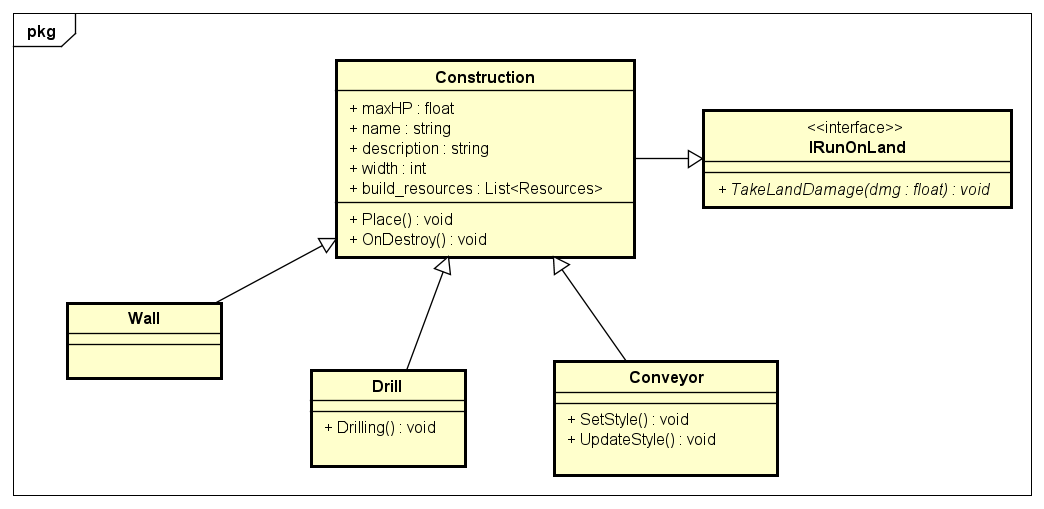 pkg
Construction
+ maxHP : float
+ name : string
+ description : string
+ width : int
+ build_resources : List<Resources>
+ Place() : void
+ OnDestroy() : void
<<interface>>
IRunOnLand
+ TakeLandDamage(dmg : float) : void
Wall
Drill
+ Drilling() : void
Conveyor
+ SetStyle() : void
+ UpdateStyle() : void